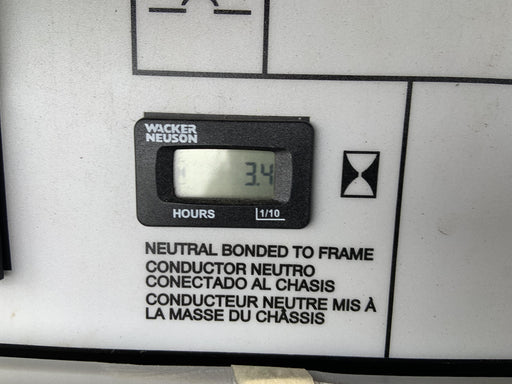 WACKER
NEUSON
3.4
HOURS 1/10
NEUTRAL BONDED TO FRAME
CONDUCTOR NEUTRO
CONECTADO AL CHASIS
CONDUCTEUR NEUTRE MIS À
LA MASSE DU CHÂSSIS